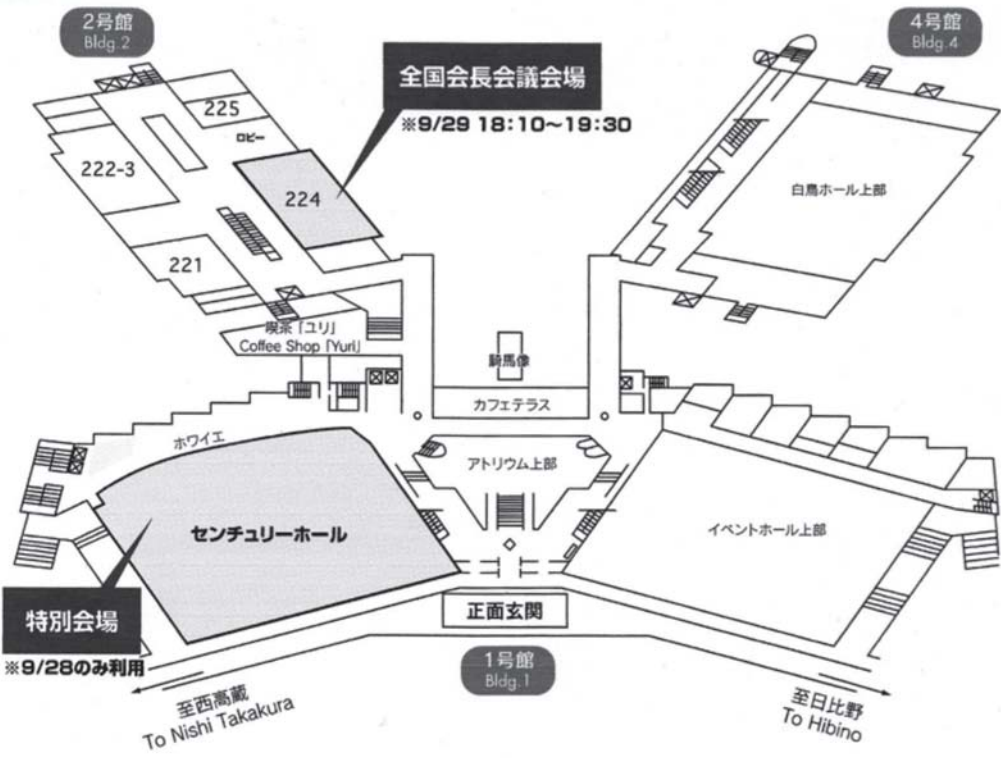 2号館
Bldg.2
4号館
Bldg.4
全国会長会議会場
※9/29 18:10～19:30
225
ロビー
222-3
224
白鳥ホール上部
221
喫茶「ユリ」
Coffee Shop「Yuri」
騎馬像
カフェテラス
ホワイエ
アトリウム上部
センチュリーホール
イベントホール上部
特別会場
※9/28のみ利用
正面玄関
1号館
Bldg.1
至西高蔵
To Nishi Takakura
至日比野
To Hibino